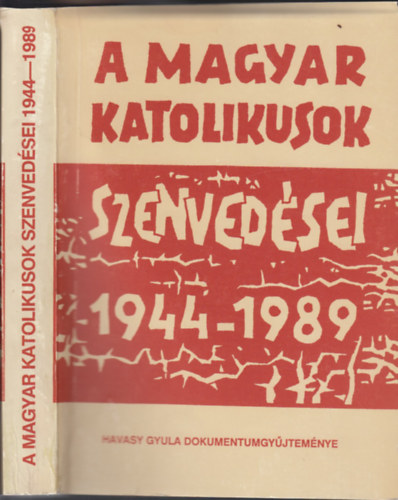 A MAGYAR KATOLIKUSOK SZENVEDÉSEI 1944—1989
A MAGYAR
KATOLIKUSOK
SZENVEDÉSEI
1944-1989
HAVASY GYULA DOKUMENTUMGYŰJTEMÉNYE